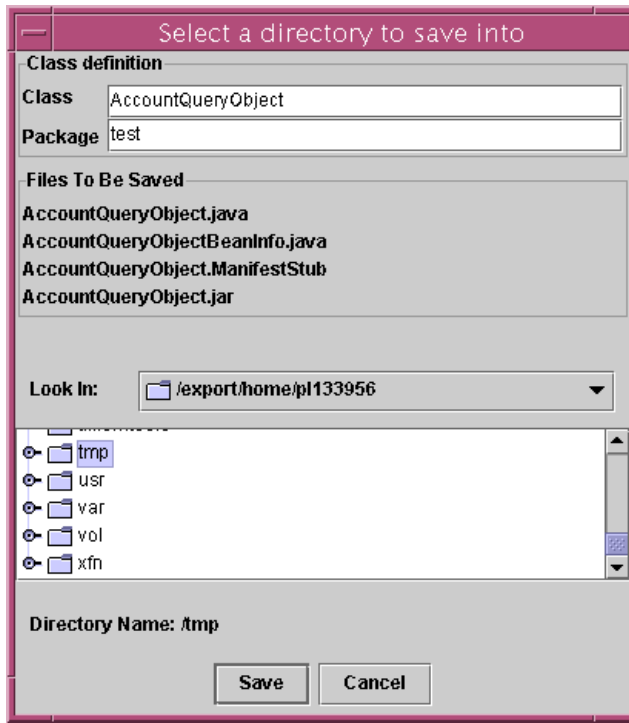 Select a directory to save into
Class definition
Class AccountQueryObject
Package test
Files To Be Saved
AccountQueryObject.java
AccountQueryObjectBeanInfo.java
AccountQueryObject.ManifestStub
AccountQueryObject.jar
Look In: /export/home/pl133956
tmp
usr
var
vol
xfn
Directory Name: /tmp
Save Cancel